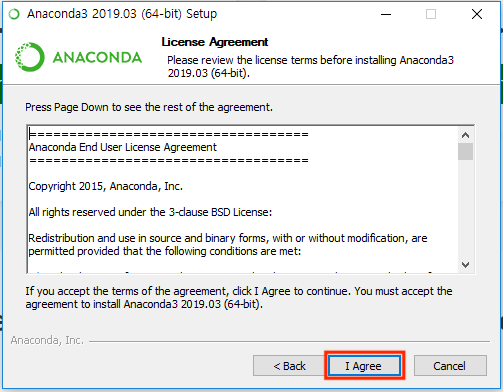 Anaconda3 2019.03 (64-bit) Setup
ANACONDA
License Agreement
Please review the license terms before installing Anaconda3
2019.03 (64-bit).
Press Page Down to see the rest of the agreement.
===================================
Anaconda End User License Agreement
===================================
Copyright 2015, Anaconda, Inc.
All rights reserved under the 3-clause BSD License:
Redistribution and use in source and binary forms, with or without modification, are
permitted provided that the following conditions are met:
If you accept the terms of the agreement, click I Agree to continue. You must accept the
agreement to install Anaconda3 2019.03 (64-bit).
Anaconda, Inc.
< Back
I Agree
Cancel